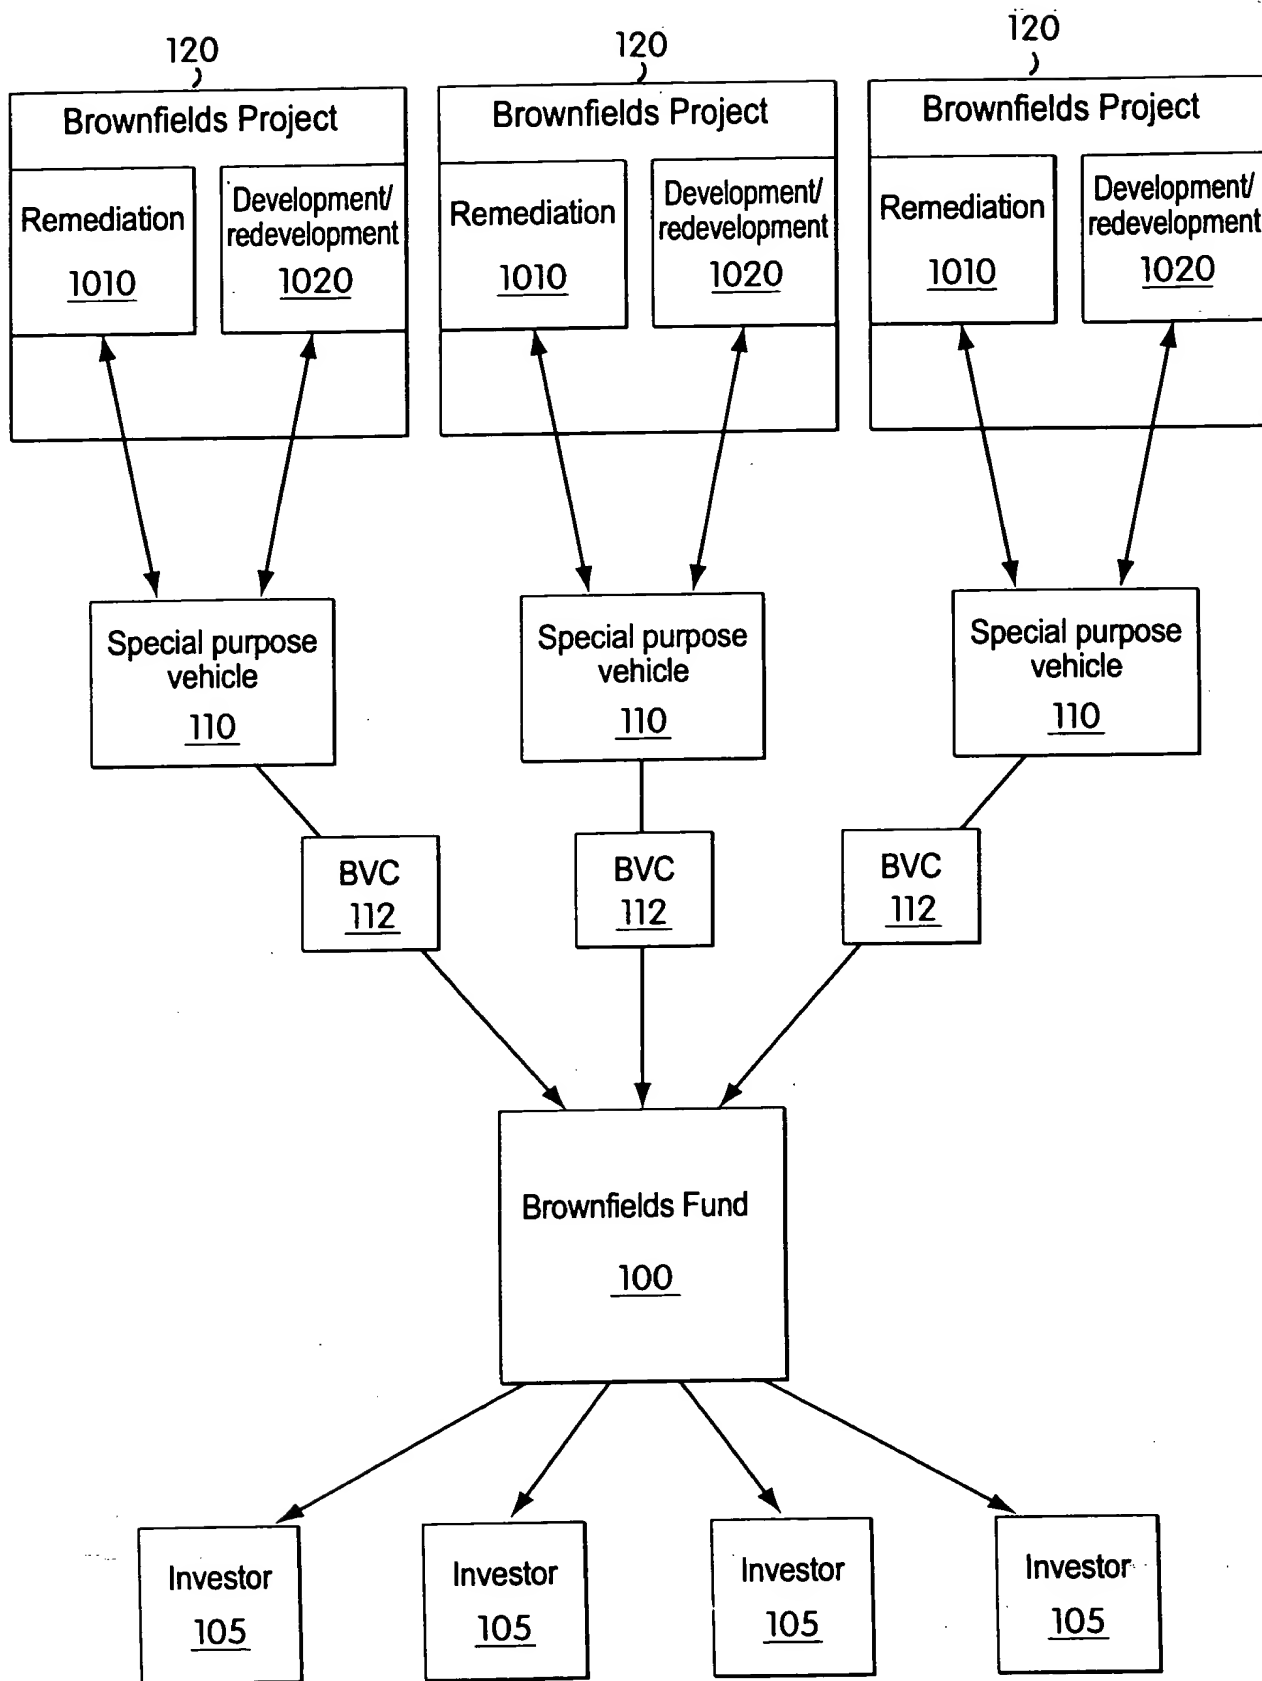 120
120
120
Brownfields Project
Brownfields Project
Brownfields Project
Remediation
1010
Development/
redevelopment
1020
Remediation
1010
Development/
redevelopment
1020
Remediation
1010
Development/
redevelopment
1020
Special purpose
vehicle
110
Special purpose
vehicle
110
Special purpose
vehicle
110
BVC
112
BVC
112
BVC
112
Brownfields Fund
100
Investor
105
Investor
105
Investor
105
Investor
105